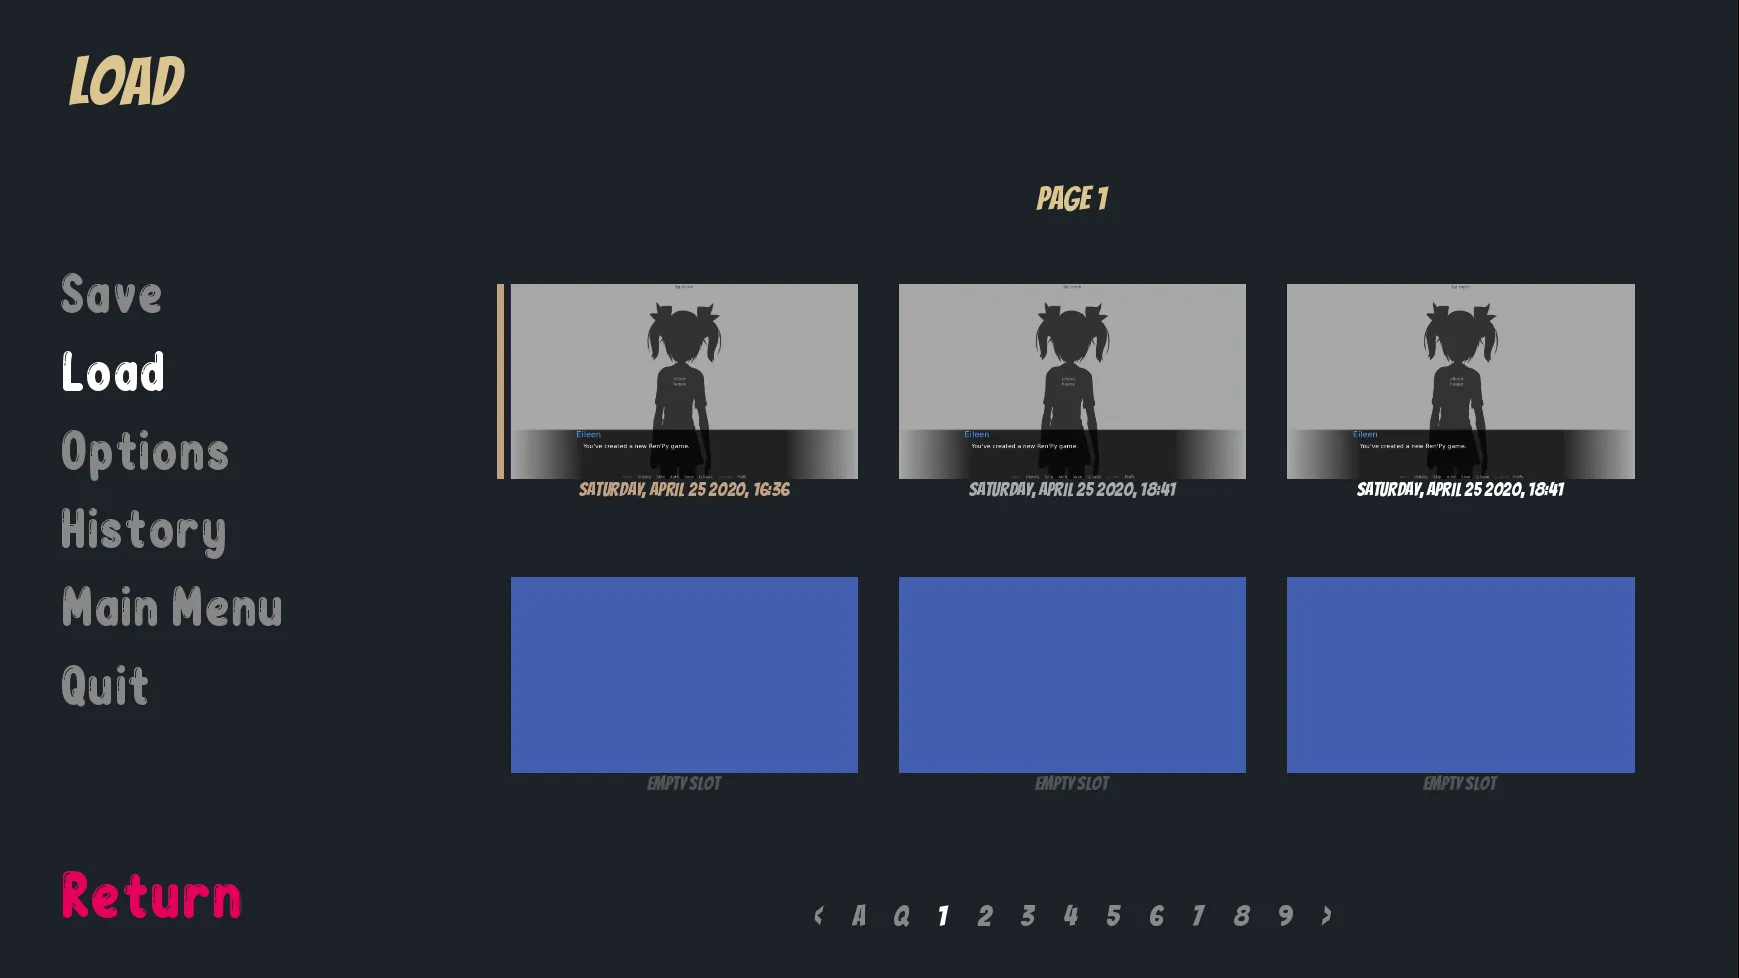 LOAD
PAGE 1
Save
Load
Options
History
Main Menu
Quit
Return
Eileen
You've created a new Ren'Py game.
SATURDAY, APRIL 25 2020, 16:36
Eileen
You've created a new Ren'Py game.
SATURDAY, APRIL 25 2020, 18:41
Eileen
You've created a new Ren'Py game.
SATURDAY, APRIL 25 2020, 18:41
EMPTY SLOT
EMPTY SLOT
EMPTY SLOT
< A Q 1 2 3 4 5 6 7 8 9 >